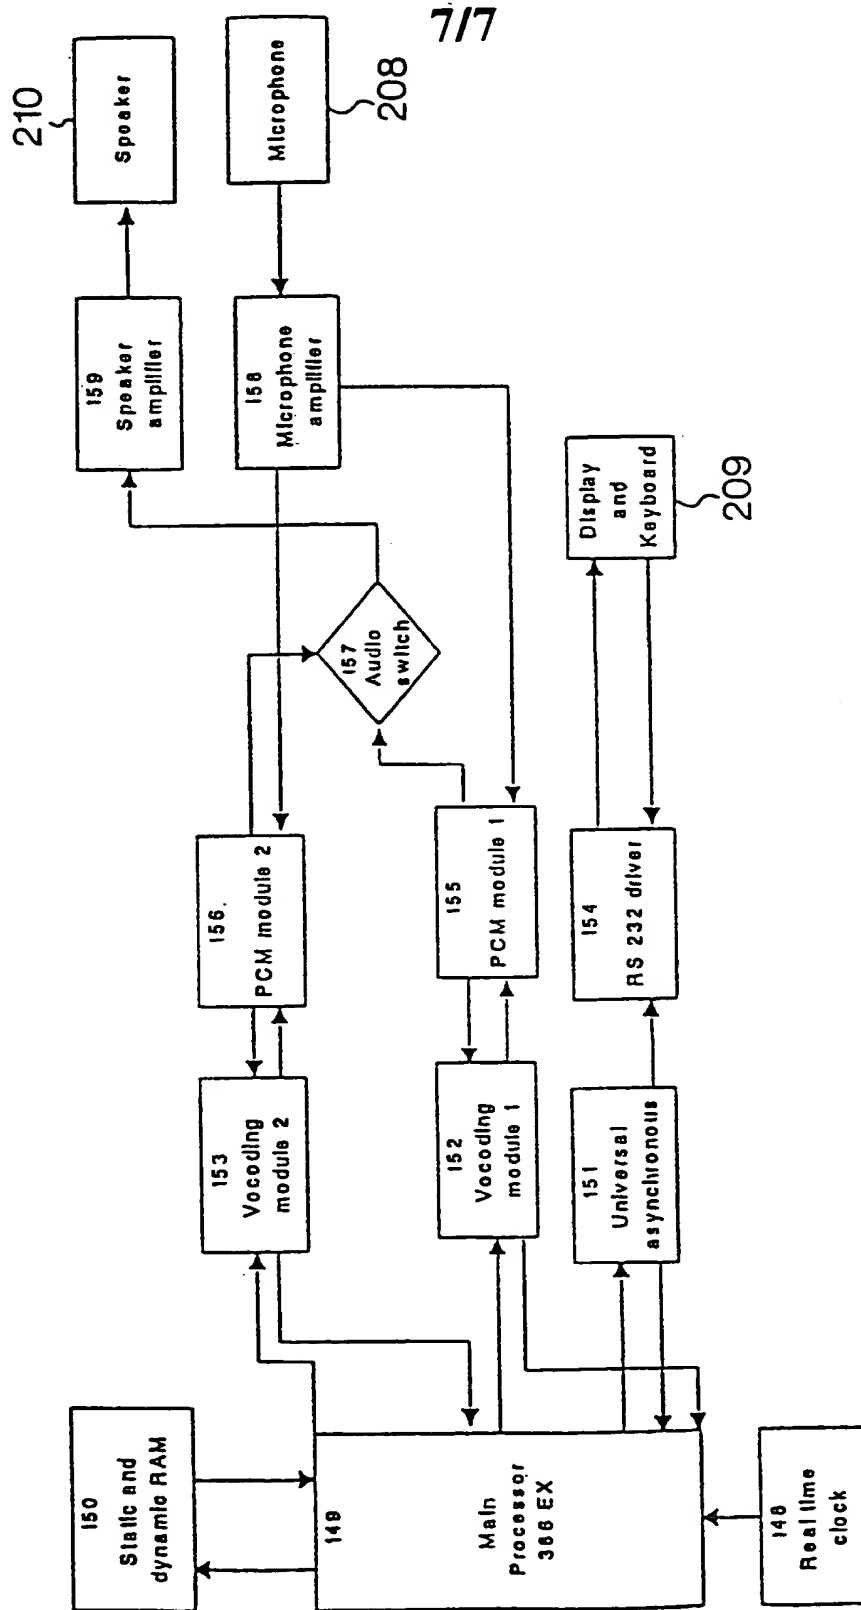 7/7
210
Speaker
Microphone
208
159
Speaker
amplifier
158
Microphone
amplifier
Display
and
Keyboard
209
157
Audio
switch
156.
PCM module 2
155
PCM module 1
154
RS 232 driver
153
Vocoding
module 2
152
Vocoding
module 1
151
Universal
asynchronous
150
Static and
dynamic RAM
149
Main
Processor
386 EX
148
Real time
clock